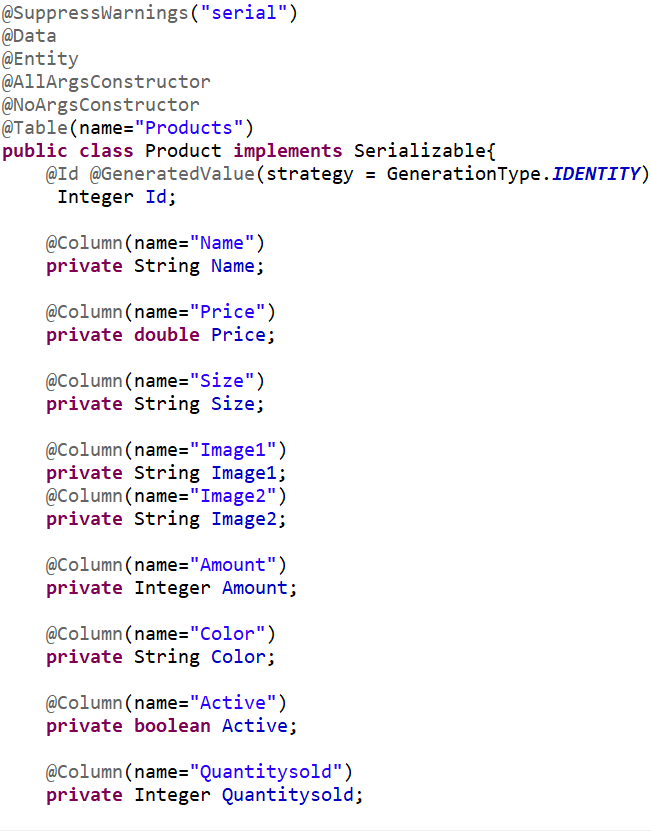 @SuppressWarnings("serial")
@Data
@Entity
@AllArgsConstructor
@NoArgsConstructor
@Table(name="Products")
public class Product implements Serializable{
    @Id @GeneratedValue(strategy = GenerationType.IDENTITY)
     Integer Id;

    @Column(name="Name")
    private String Name;

    @Column(name="Price")
    private double Price;

    @Column(name="Size")
    private String Size;

    @Column(name="Image1")
    private String Image1;
    @Column(name="Image2")
    private String Image2;

    @Column(name="Amount")
    private Integer Amount;

    @Column(name="Color")
    private String Color;

    @Column(name="Active")
    private boolean Active;

    @Column(name="Quantitysold")
    private Integer Quantitysold;